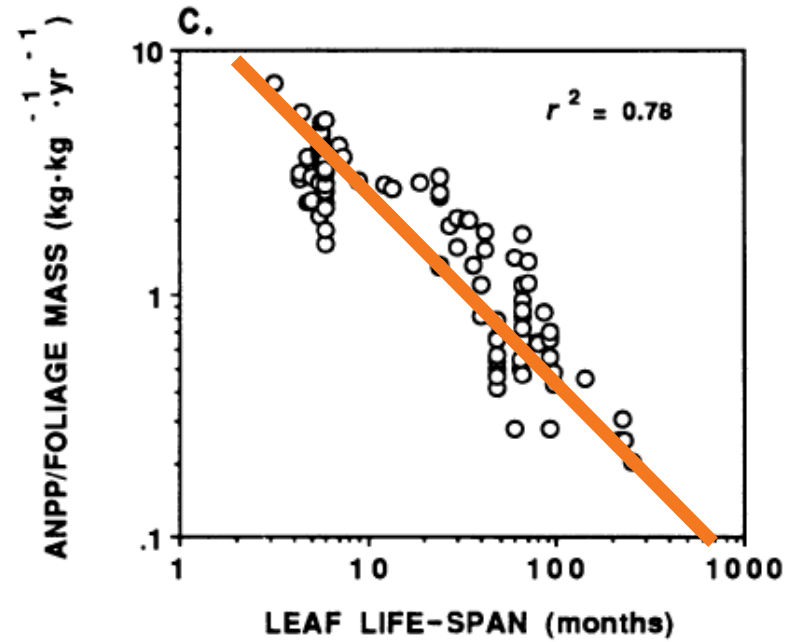 C.
ANPP/FOLIAGE MASS (kg·kg⁻¹·yr⁻¹)
10
r² = 0.78
1
.1
1 10 100 1000
LEAF LIFE-SPAN (months)